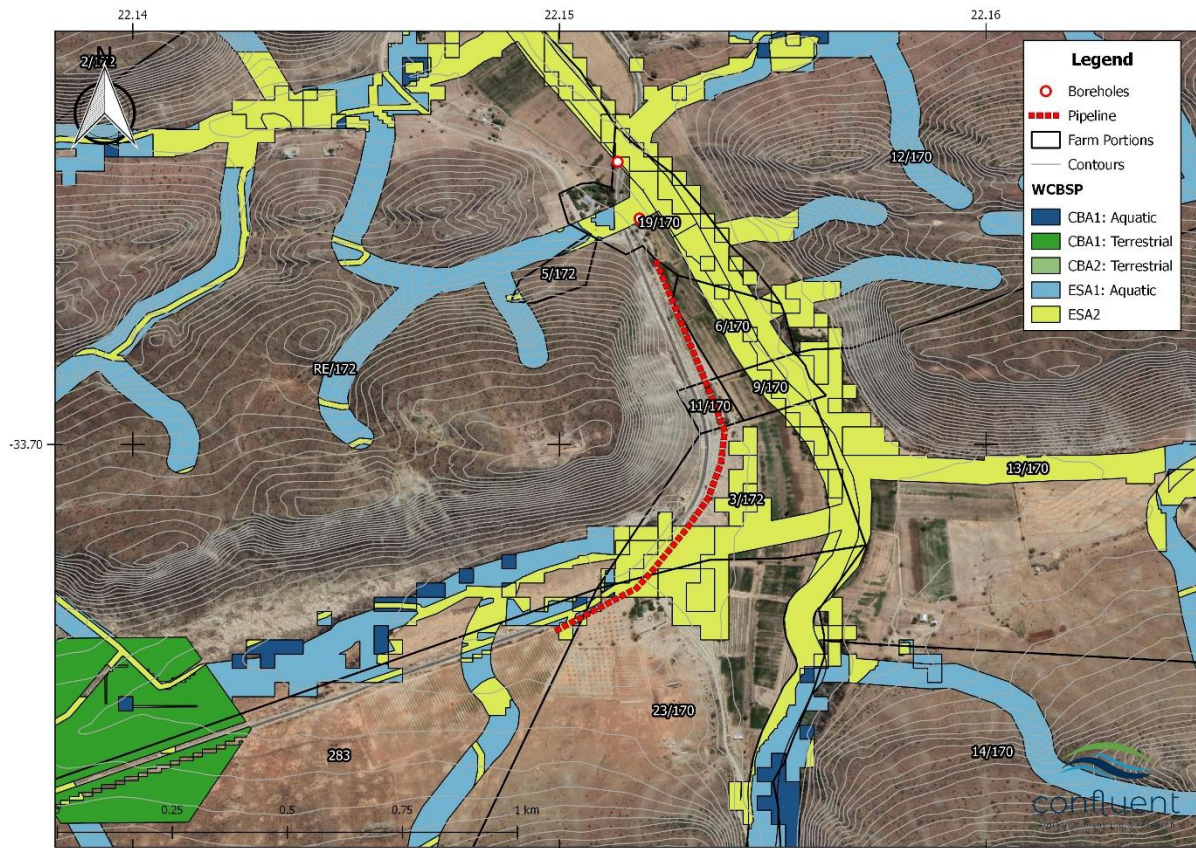 22.14
22.15
22.16
N
2/172
Legend
Boreholes
Pipeline
Farm Portions
Contours
WCBSP
CBA1: Aquatic
CBA1: Terrestrial
CBA2: Terrestrial
ESA1: Aquatic
ESA2
12/170
19/170
5/172
6/170
RE/172
9/170
11/170
-33.70
13/170
3/172
23/170
283
14/170
0.25
0.5
0.75
1 km
confluent